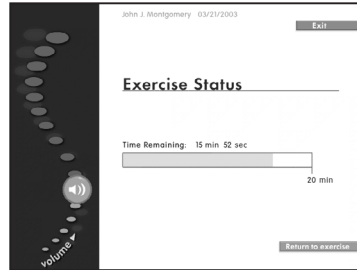 John J. Montgomery 03/21/2003
Exit
Exercise Status
Time Remaining: 15 min 52 sec
20 min
Return to exercise
volume